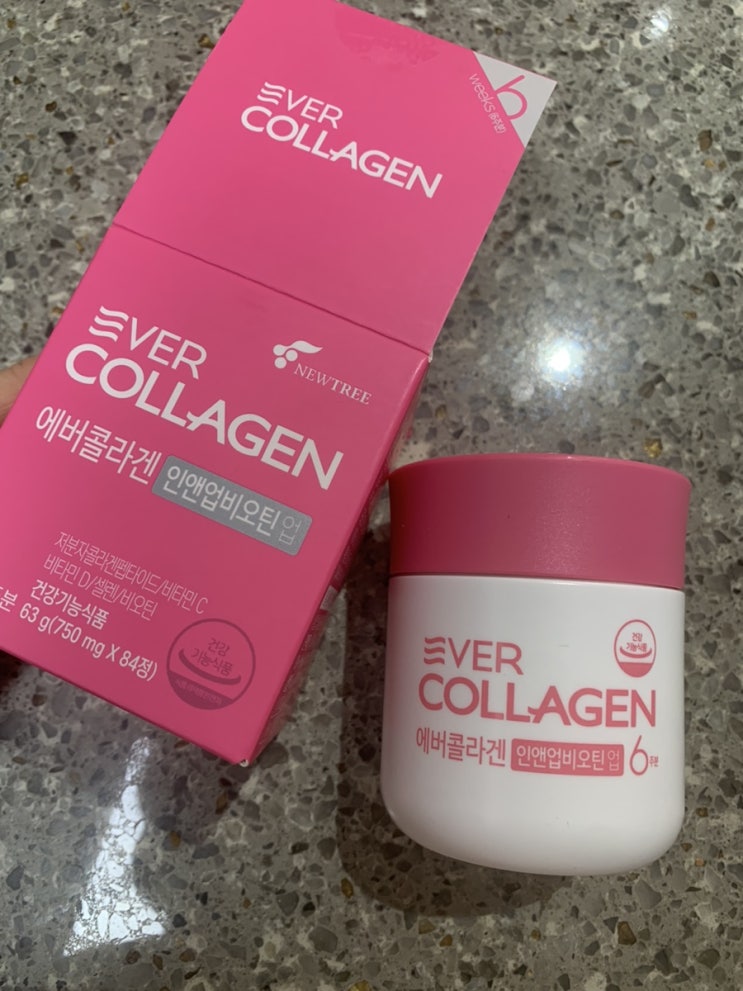 6
weeks (6주분)
EVER
COLLAGEN
EVER
COLLAGEN
NEWTREE
에버콜라겐 인앤업비오틴 업
저분자콜라겐펩타이드/비타민 C
비타민 D/셀렌/비오틴
건강기능식품
63 g(750 mg X 84정)
건강
기능식품
EVER
COLLAGEN
에버콜라겐 인앤업비오틴 업 6주분
건강
기능식품